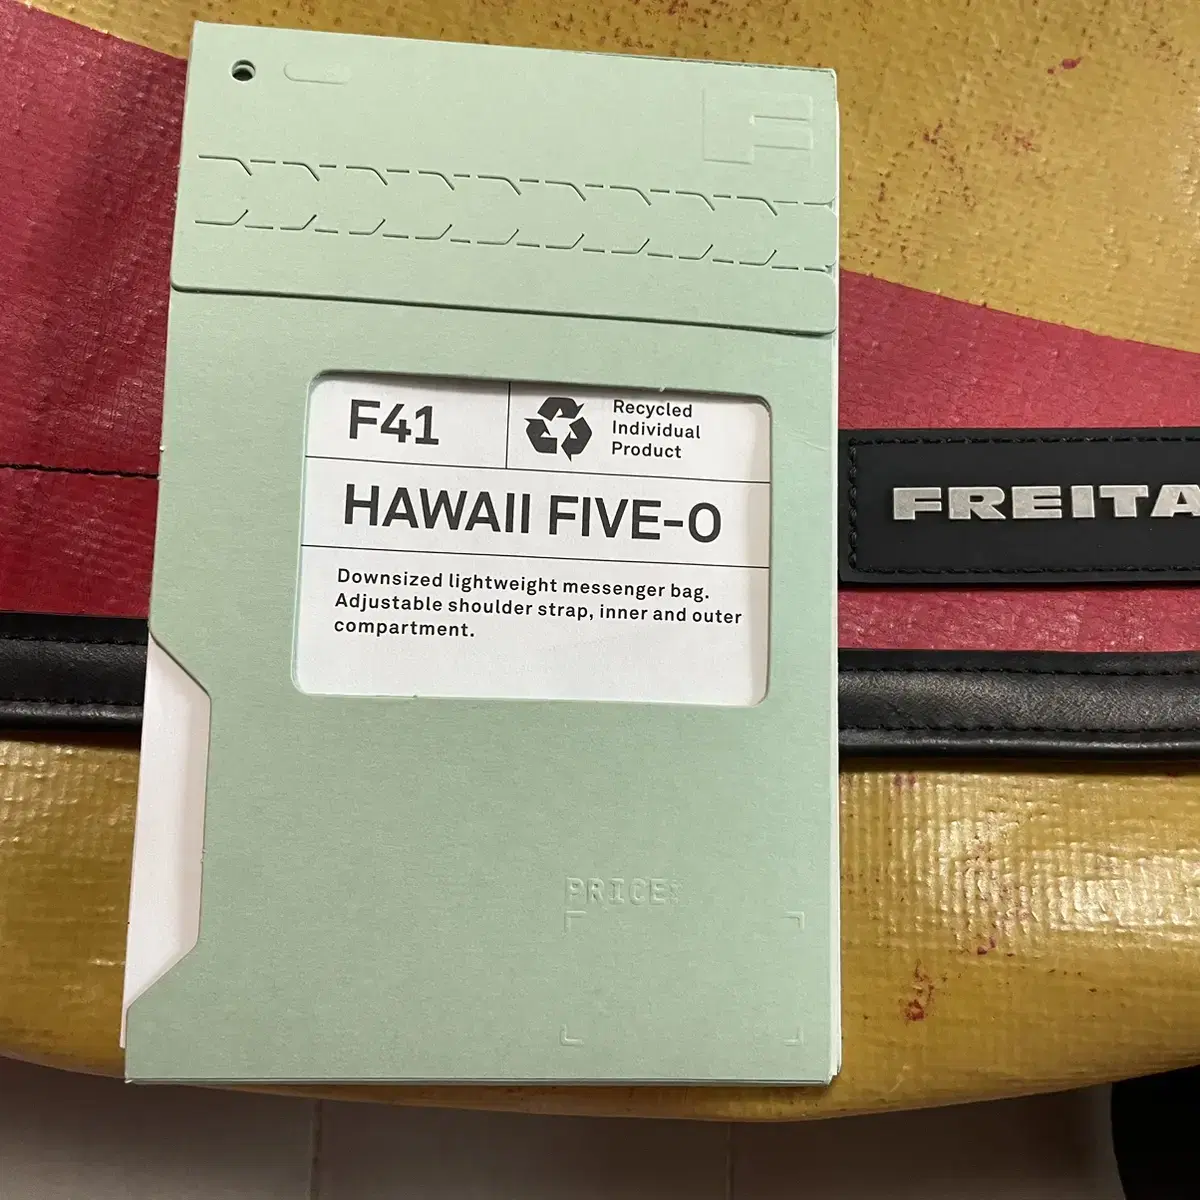 F
F41
Recycled
Individual
Product
HAWAII FIVE-O
Downsized lightweight messenger bag.
Adjustable shoulder strap, inner and outer
compartment.
PRICE:
FREITA